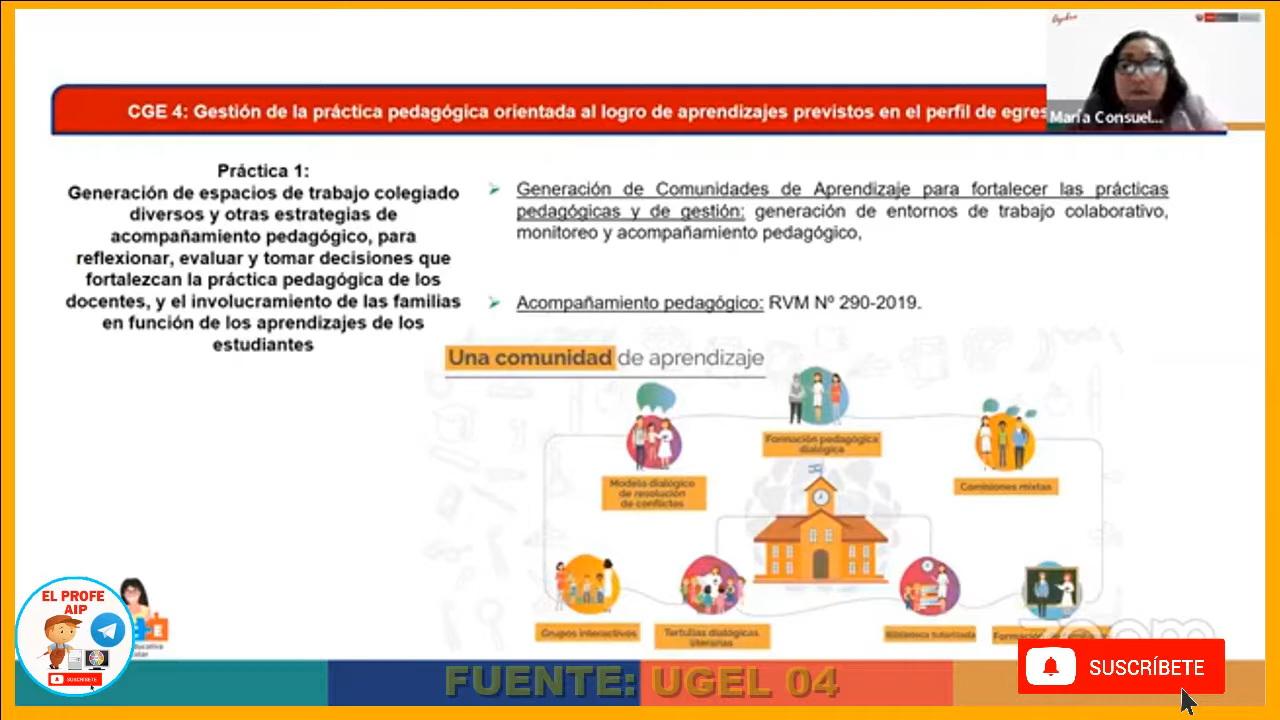 CGE 4: Gestión de la práctica pedagógica orientada al logro de aprendizajes previstos en el perfil de egres
María Consuel...
Práctica 1:
Generación de espacios de trabajo colegiado
diversos y otras estrategias de
acompañamiento pedagógico, para
reflexionar, evaluar y tomar decisiones que
fortalezcan la práctica pedagógica de los
docentes, y el involucramiento de las familias
en función de los aprendizajes de los
estudiantes
Generación de Comunidades de Aprendizaje para fortalecer las prácticas
pedagógicas y de gestión: generación de entornos de trabajo colaborativo,
monitoreo y acompañamiento pedagógico,
Acompañamiento pedagógico: RVM Nº 290-2019.
Una comunidad de aprendizaje
Formación pedagógica
dialógica
Modelo dialógico
de resolución
de conflictos
Comisiones mixtas
Grupos interactivos
Tertulias dialógicas
literarias
Biblioteca tutorizada
Formación
zoom
EL PROFE
AIP
SUSCRÍBETE
FUENTE: UGEL 04
SUSCRÍBETE